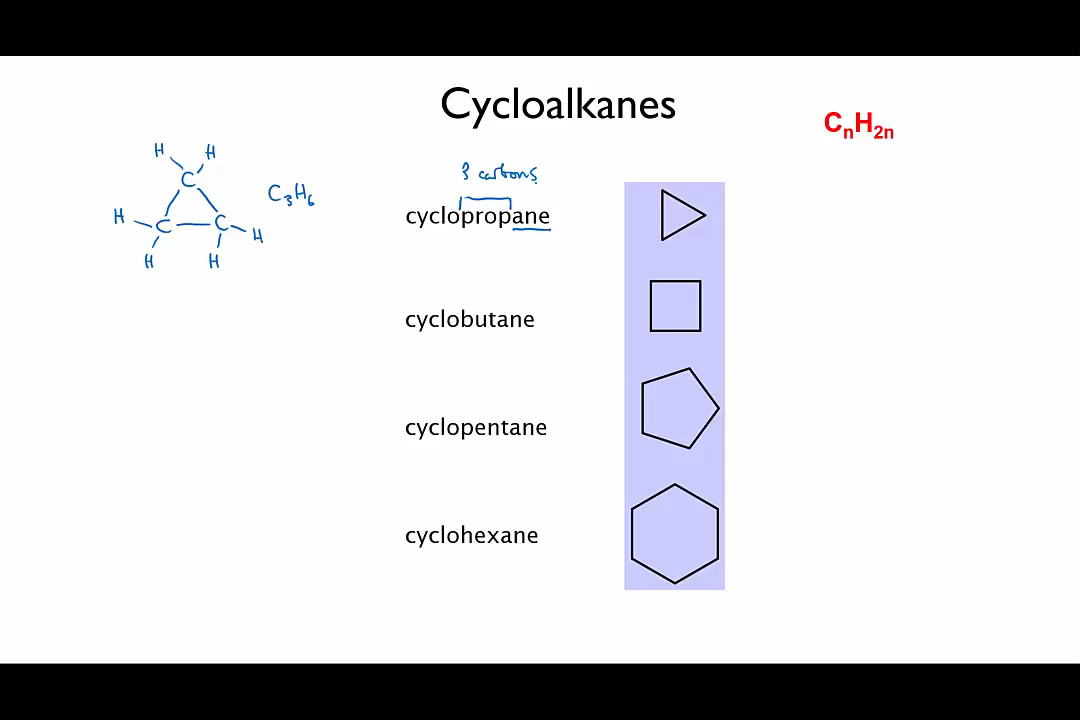 Cycloalkanes
CₙH₂ₙ
3 carbons
cyclopropane
H H
C
C₃H₆
H C C H
H H
cyclobutane
cyclopentane
cyclohexane